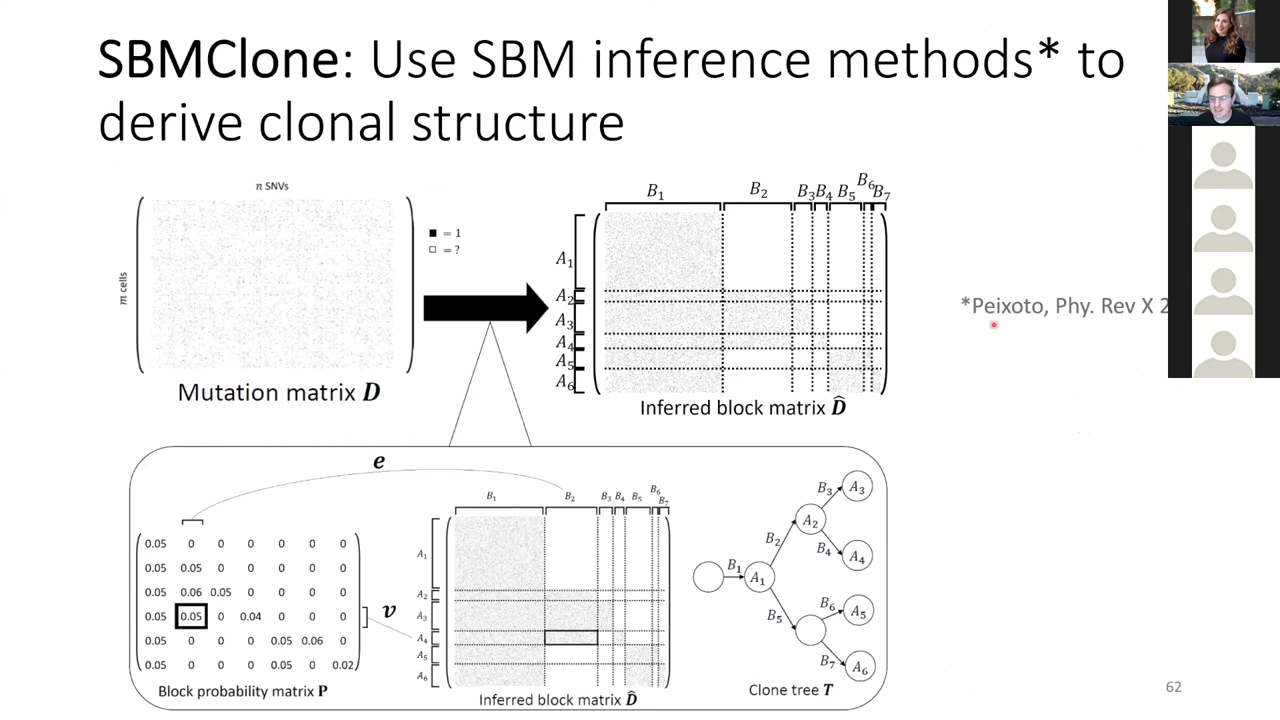 SBMClone: Use SBM inference methods* to
derive clonal structure
n SNVs
m cells
Mutation matrix D
■ = 1
□ = ?
B1 B2 B3 B4 B5 B6 B7
A1
A2
A3
A4
A5
A6
Inferred block matrix D̂
*Peixoto, Phy. Rev X 2
e
0.05 0 0 0 0 0 0
0.05 0.05 0 0 0 0 0
0.05 0.06 0.05 0 0 0 0
0.05 0.05 0 0.04 0 0 0
0.05 0 0 0 0.05 0.06 0
0.05 0 0 0 0.05 0 0.02
v
Block probability matrix P
B1 B2 B3 B4 B5 B6 B7
A1
A2
A3
A4
A5
A6
Inferred block matrix D̂
B1 A1
B2 A2
B3 A3
B4 A4
B5
B6 A5
B7 A6
Clone tree T
62